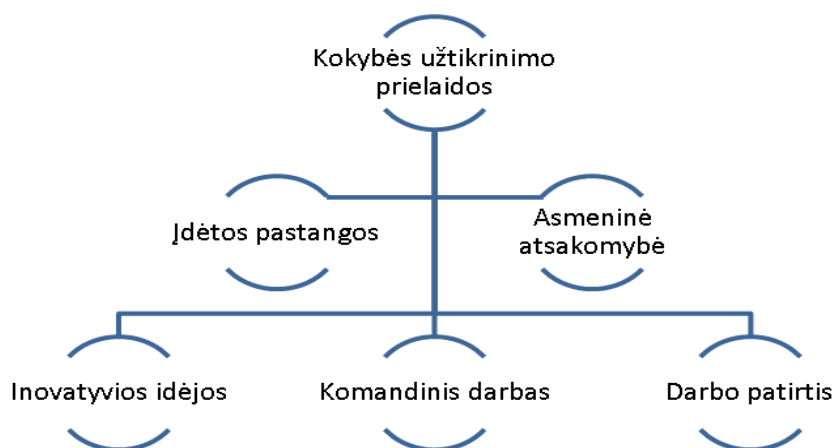 Kokybės užtikrinimo
prielaidos
Įdėtos pastangos
Asmeninė
atsakomybė
Inovatyvios idėjos
Komandinis darbas
Darbo patirtis